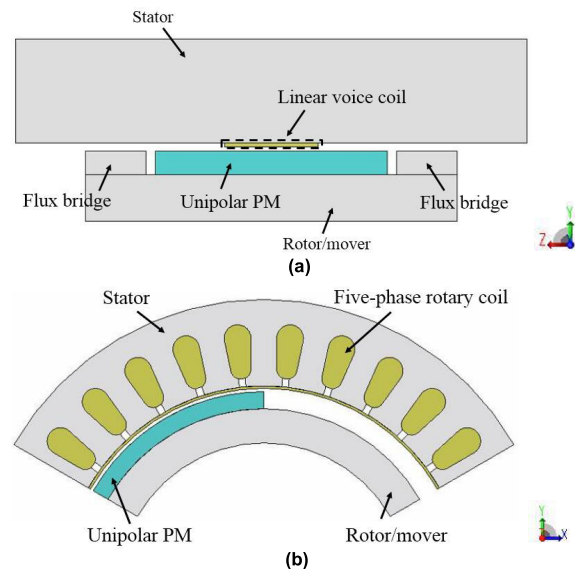 Stator
Linear voice coil
Flux bridge
Unipolar PM
Flux bridge
Rotor/mover
Y
Z
(a)
Stator
Five-phase rotary coil
Unipolar PM
Rotor/mover
Y
X
(b)